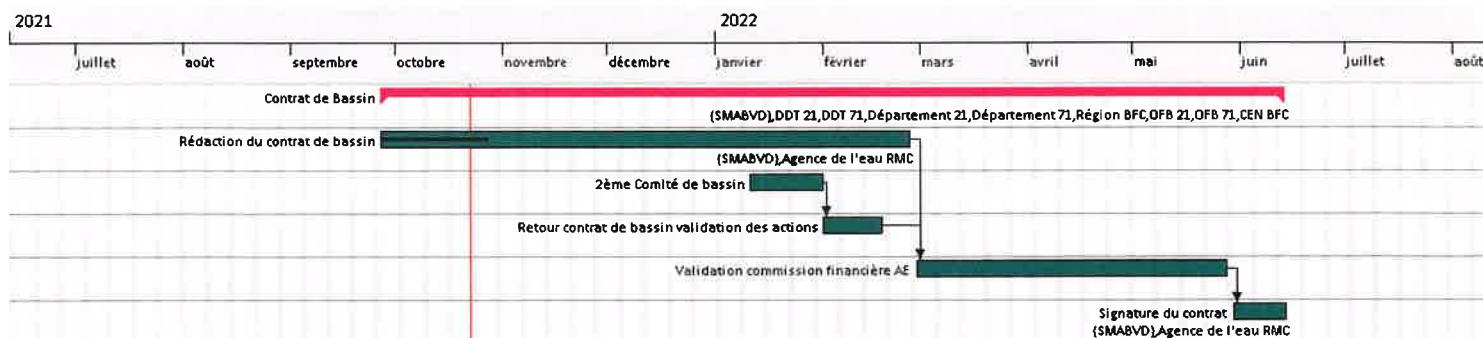 2021 2022
juillet août septembre octobre novembre décembre janvier février mars avril mai juin juillet août
Contrat de Bassin
{SMABVD},DDT 21,DDT 71,Département 21,Département 71,Région BFC,OFB 21,OFB 71,CEN BFC
Rédaction du contrat de bassin
{SMABVD},Agence de l'eau RMC
2ème Comité de bassin
Retour contrat de bassin validation des actions
Validation commission financière AE
Signature du contrat
{SMABVD},Agence de l'eau RMC